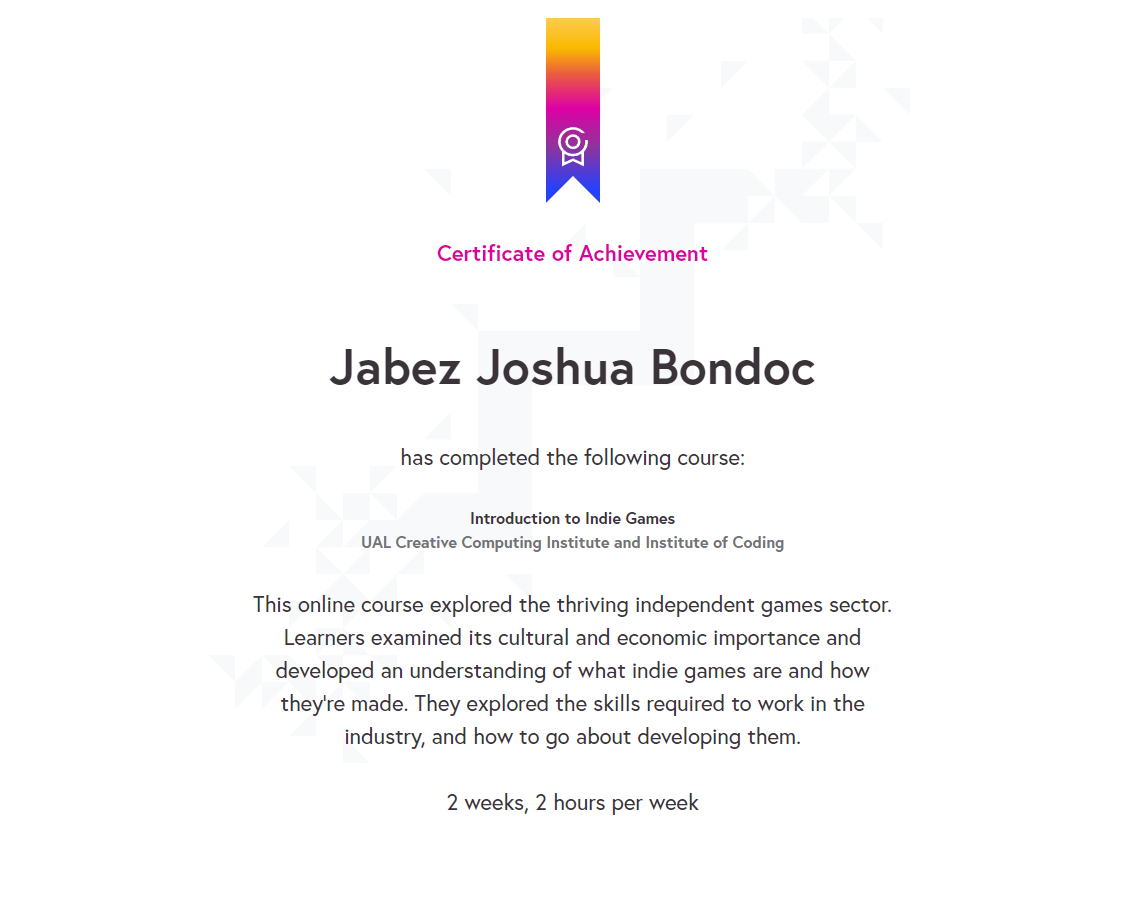 Certificate of Achievement
Jabez Joshua Bondoc
has completed the following course:
Introduction to Indie Games
UAL Creative Computing Institute and Institute of Coding
This online course explored the thriving independent games sector.
Learners examined its cultural and economic importance and
developed an understanding of what indie games are and how
they're made. They explored the skills required to work in the
industry, and how to go about developing them.
2 weeks, 2 hours per week